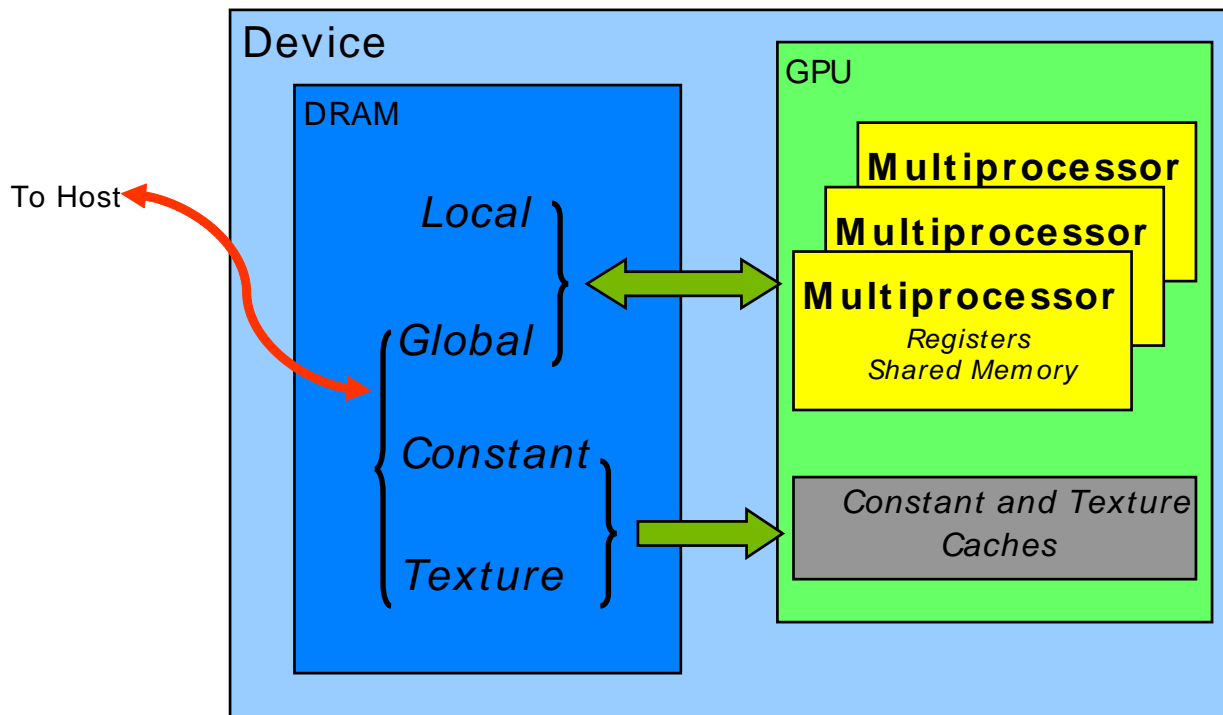 Device
GPU
DRAM
To Host
Local
Global
Constant
Texture
Multiprocessor
Multiprocessor
Multiprocessor
Registers
Shared Memory
Constant and Texture
Caches